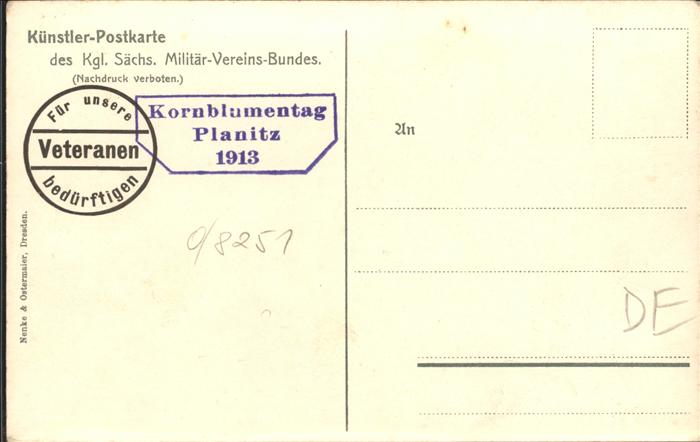 Künstler-Postkarte
des Kgl. Sächs. Militär-Vereins-Bundes.
(Nachdruck verboten.)
Für unsere
Veteranen
bedürftigen
Kornblumentag
Planitz
1913
An
0/8251
DE
Nenke & Ostermaier, Dresden.